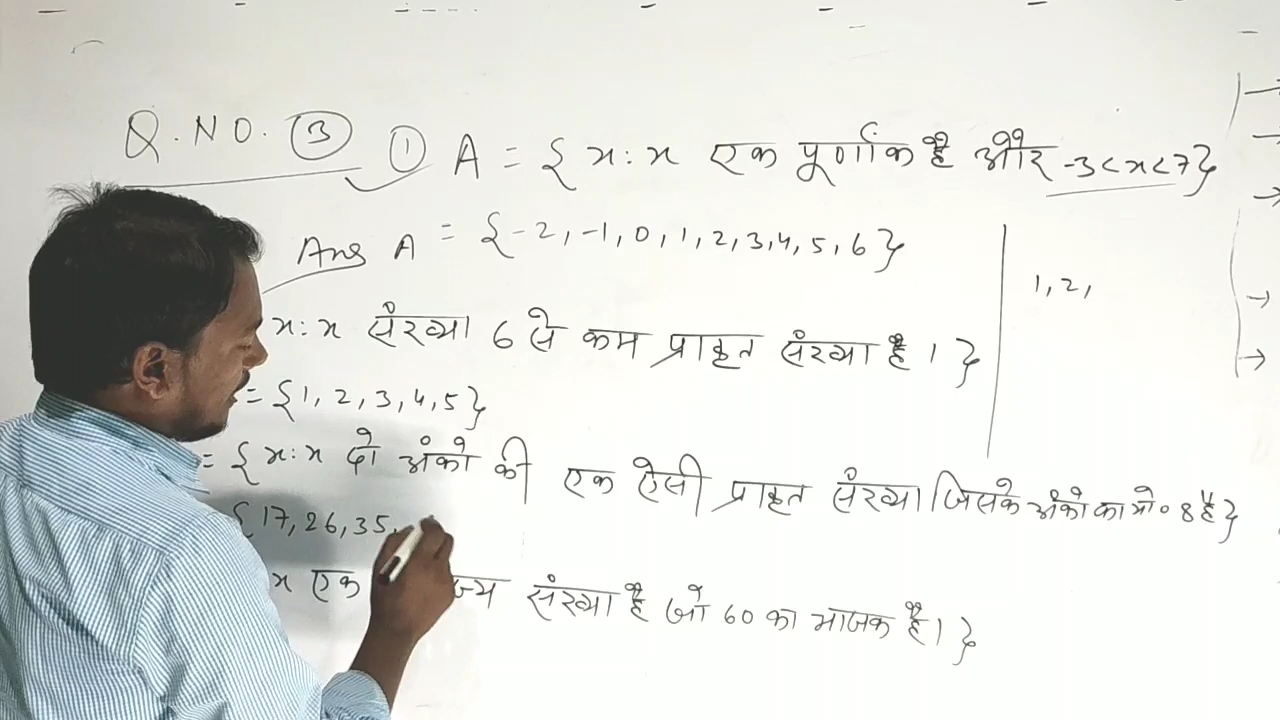 Q.NO. ③ ① A = {x:x एक पूर्णांक है और -3<x<7}
Ans A = {-2, -1, 0, 1, 2, 3, 4, 5, 6}
1, 2,
x:x संख्या 6 से कम प्राकृत संख्या है। }
= {1, 2, 3, 4, 5}
= {x:x दो अंको की एक ऐसी प्राकृत संख्या जिसके अंको का यो० 8 है}
{17, 26, 35,
x एक ज्य संख्या है जो 60 का भाजक है। }